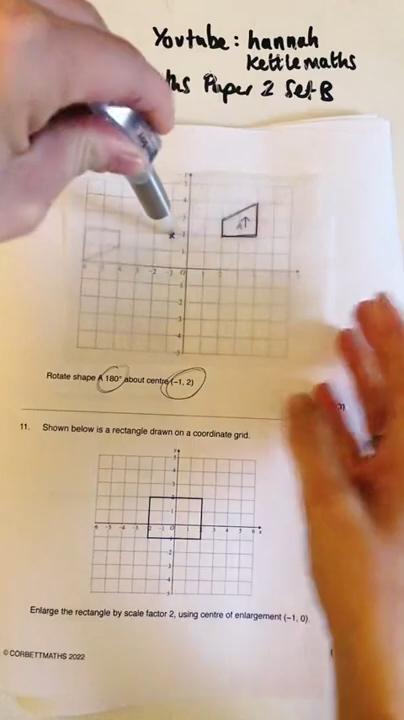 Youtube: hannah
kettlemaths
Paper 2 Set B
A
Rotate shape A 180° about centre (-1, 2)
11. Shown below is a rectangle drawn on a coordinate grid.
Enlarge the rectangle by scale factor 2, using centre of enlargement (-1, 0).
© CORBETTMATHS 2022